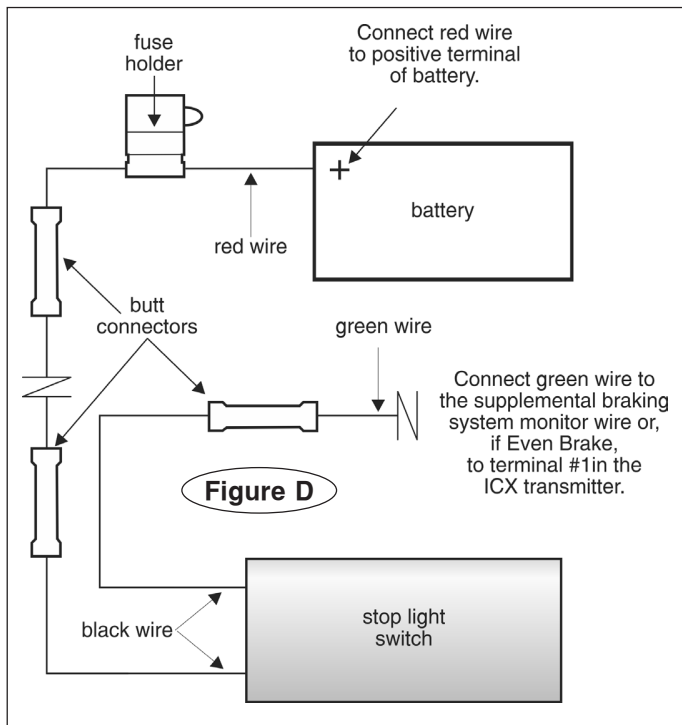 fuse
holder
Connect red wire
to positive terminal
of battery.
+
battery
red wire
butt
connectors
green wire
Connect green wire to
the supplemental braking
system monitor wire or,
if Even Brake,
to terminal #1in the
ICX transmitter.
Figure D
black wire
stop light
switch